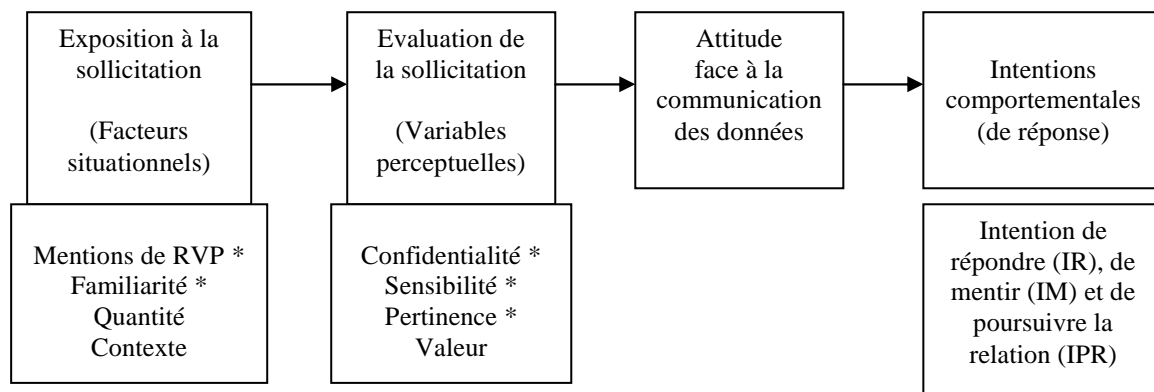 Exposition à la
sollicitation
(Facteurs
situationnels)
Mentions de RVP *
Familiarité *
Quantité
Contexte
Evaluation de
la sollicitation
(Variables
perceptuelles)
Confidentialité *
Sensibilité *
Pertinence *
Valeur
Attitude
face à la
communication
des données
Intentions
comportementales
(de réponse)
Intention de
répondre (IR), de
mentir (IM) et de
poursuivre la
relation (IPR)